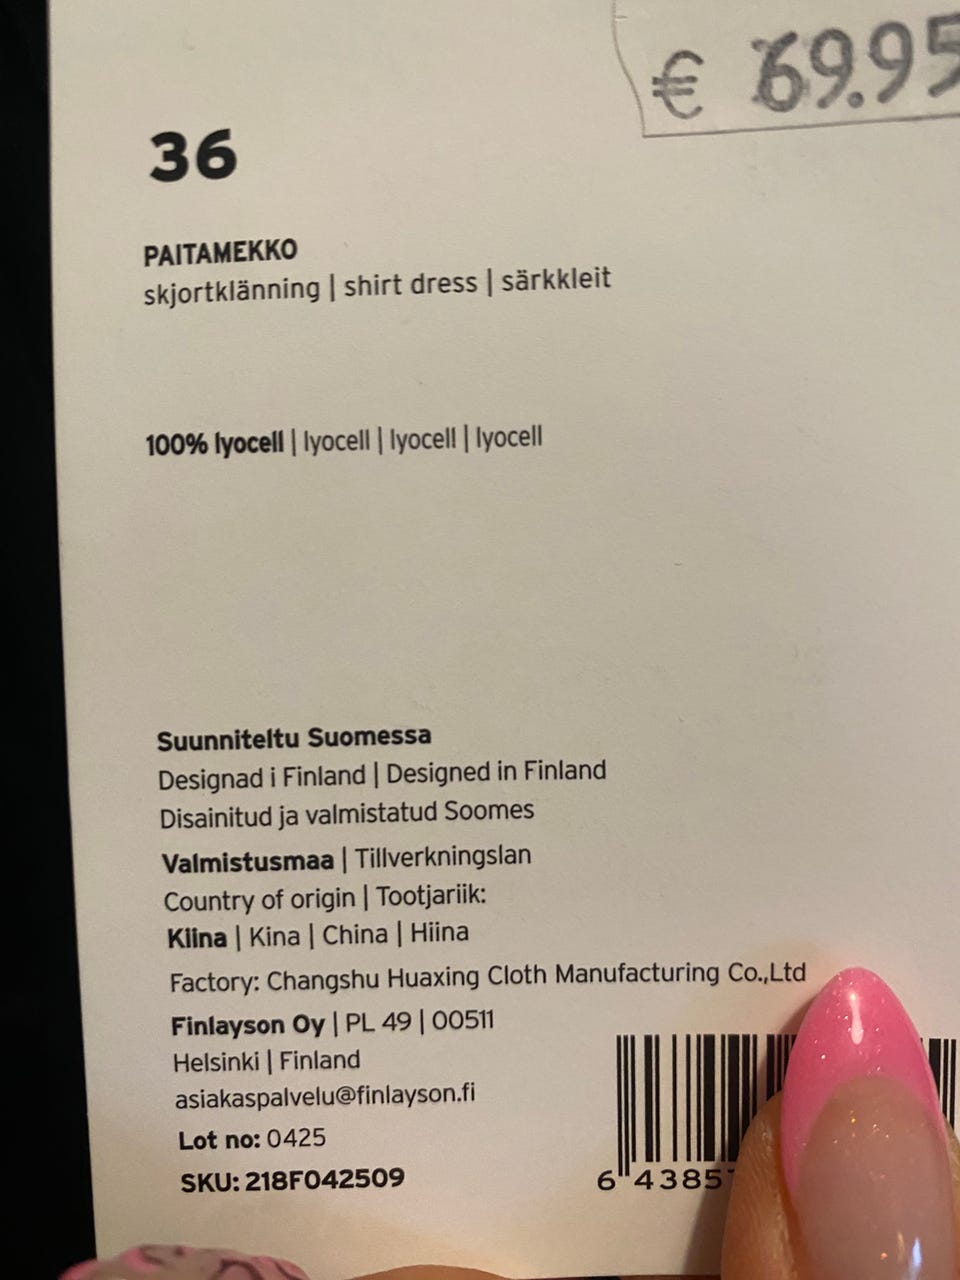 € 69.95
36
PAITAMEKKO
skjortklänning | shirt dress | särkkleit
100% lyocell | lyocell | lyocell | lyocell
Suunniteltu Suomessa
Designad i Finland | Designed in Finland
Disainitud ja valmistatud Soomes
Valmistusmaa | Tillverkningslan
Country of origin | Tootjariik:
Kiina | Kina | China | Hiina
Factory: Changshu Huaxing Cloth Manufacturing Co.,Ltd
Finlayson Oy | PL 49 | 00511
Helsinki | Finland
asiakaspalvelu@finlayson.fi
Lot no: 0425
SKU: 218F042509
6 4385